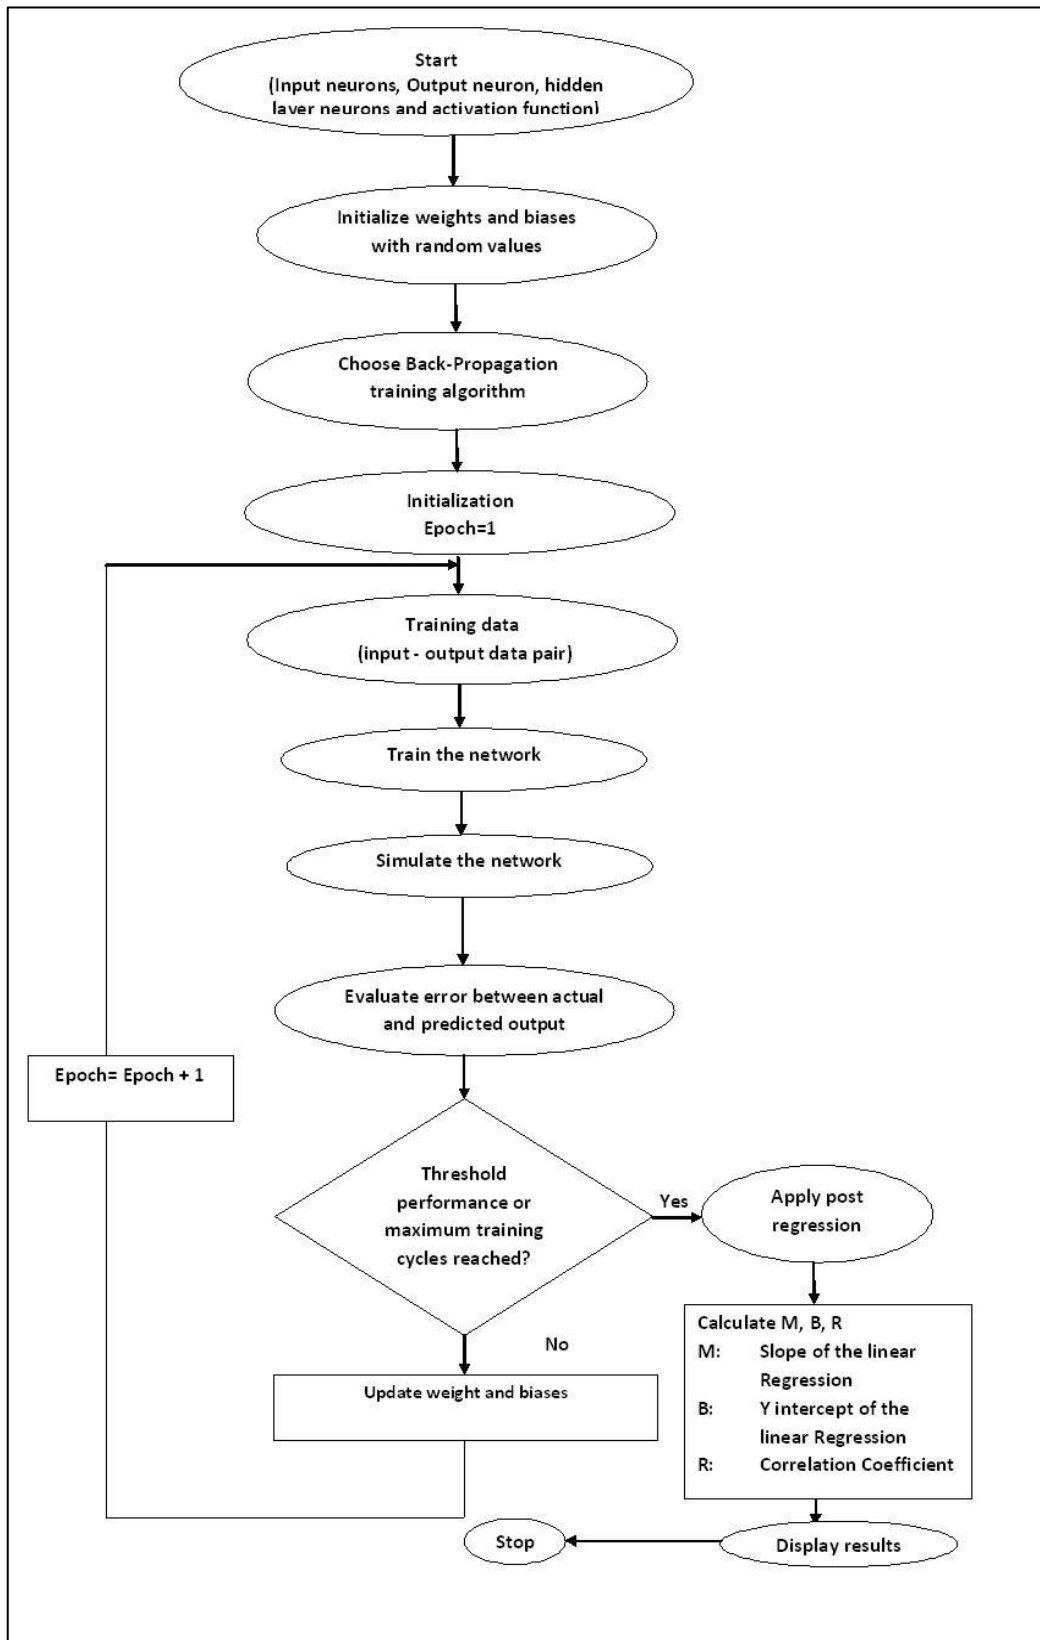 Start
(Input neurons, Output neuron, hidden
layer neurons and activation function)
Initialize weights and biases
with random values
Choose Back-Propagation
training algorithm
Initialization
Epoch=1
Training data
(input - output data pair)
Train the network
Simulate the network
Evaluate error between actual
and predicted output
Epoch= Epoch + 1
Threshold
performance or
maximum training
cycles reached?
Yes
Apply post
regression
No
Update weight and biases
Calculate M, B, R
M: Slope of the linear
Regression
B: Y intercept of the
linear Regression
R: Correlation Coefficient
Display results
Stop